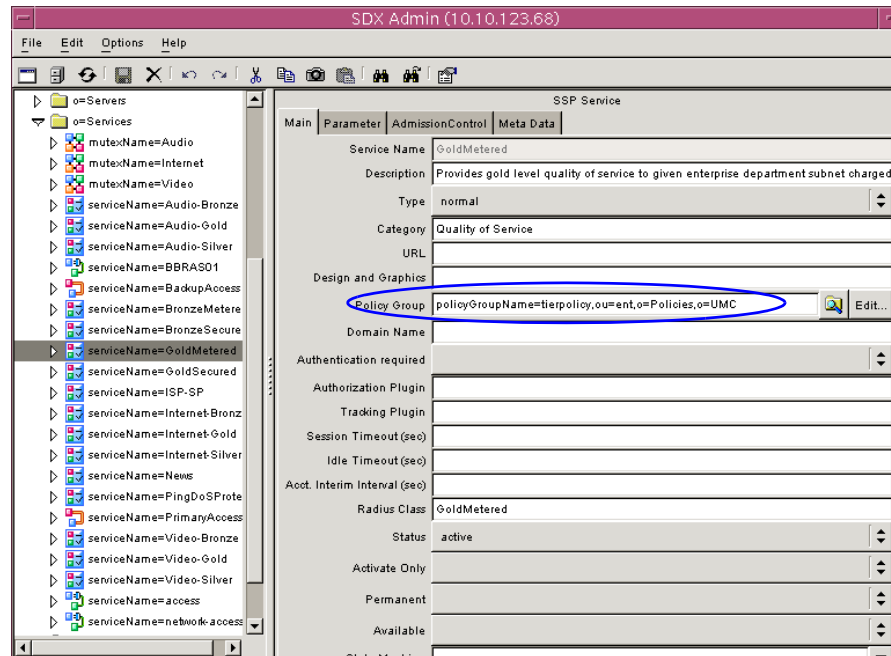 SDX Admin (10.10.123.68)
File Edit Options Help
o=Servers
o=Services
mutexName=Audio
mutexName=Internet
mutexName=Video
serviceName=Audio-Bronze
serviceName=Audio-Gold
serviceName=Audio-Silver
serviceName=BBRAS01
serviceName=BackupAccess
serviceName=BronzeMetere
serviceName=BronzeSecure
serviceName=GoldMetered
serviceName=GoldSecured
serviceName=ISP-SP
serviceName=Internet-Bronz
serviceName=Internet-Gold
serviceName=Internet-Silver
serviceName=News
serviceName=PingDoSProte
serviceName=PrimaryAccess
serviceName=Video-Bronze
serviceName=Video-Gold
serviceName=Video-Silver
serviceName=access
serviceName=network-access
SSP Service
Main Parameter AdmissionControl Meta Data
Service Name GoldMetered
Description Provides gold level quality of service to given enterprise department subnet charged
Type normal
Category Quality of Service
URL
Design and Graphics
Policy Group policyGroupName=tierpolicy,ou=ent,o=Policies,o=UMC Edit...
Domain Name
Authentication required
Authorization Plugin
Tracking Plugin
Session Timeout (sec)
Idle Timeout (sec)
Acct. Interim Interval (sec)
Radius Class GoldMetered
Status active
Activate Only
Permanent
Available